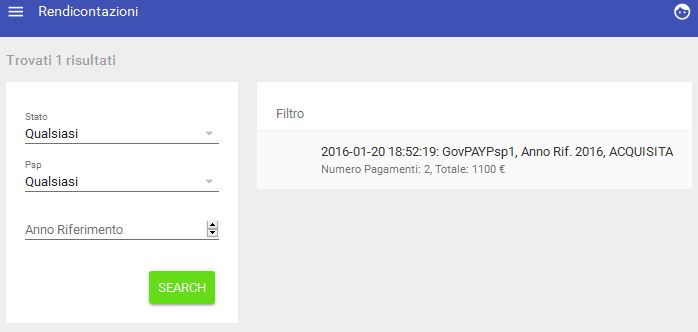 Rendicontazioni
Trovati 1 risultati
Stato
Qualsiasi
Psp
Qualsiasi
Anno Riferimento
SEARCH
Filtro
2016-01-20 18:52:19: GovPAYPsp1, Anno Rif. 2016, ACQUISITA
Numero Pagamenti: 2, Totale: 1100 €